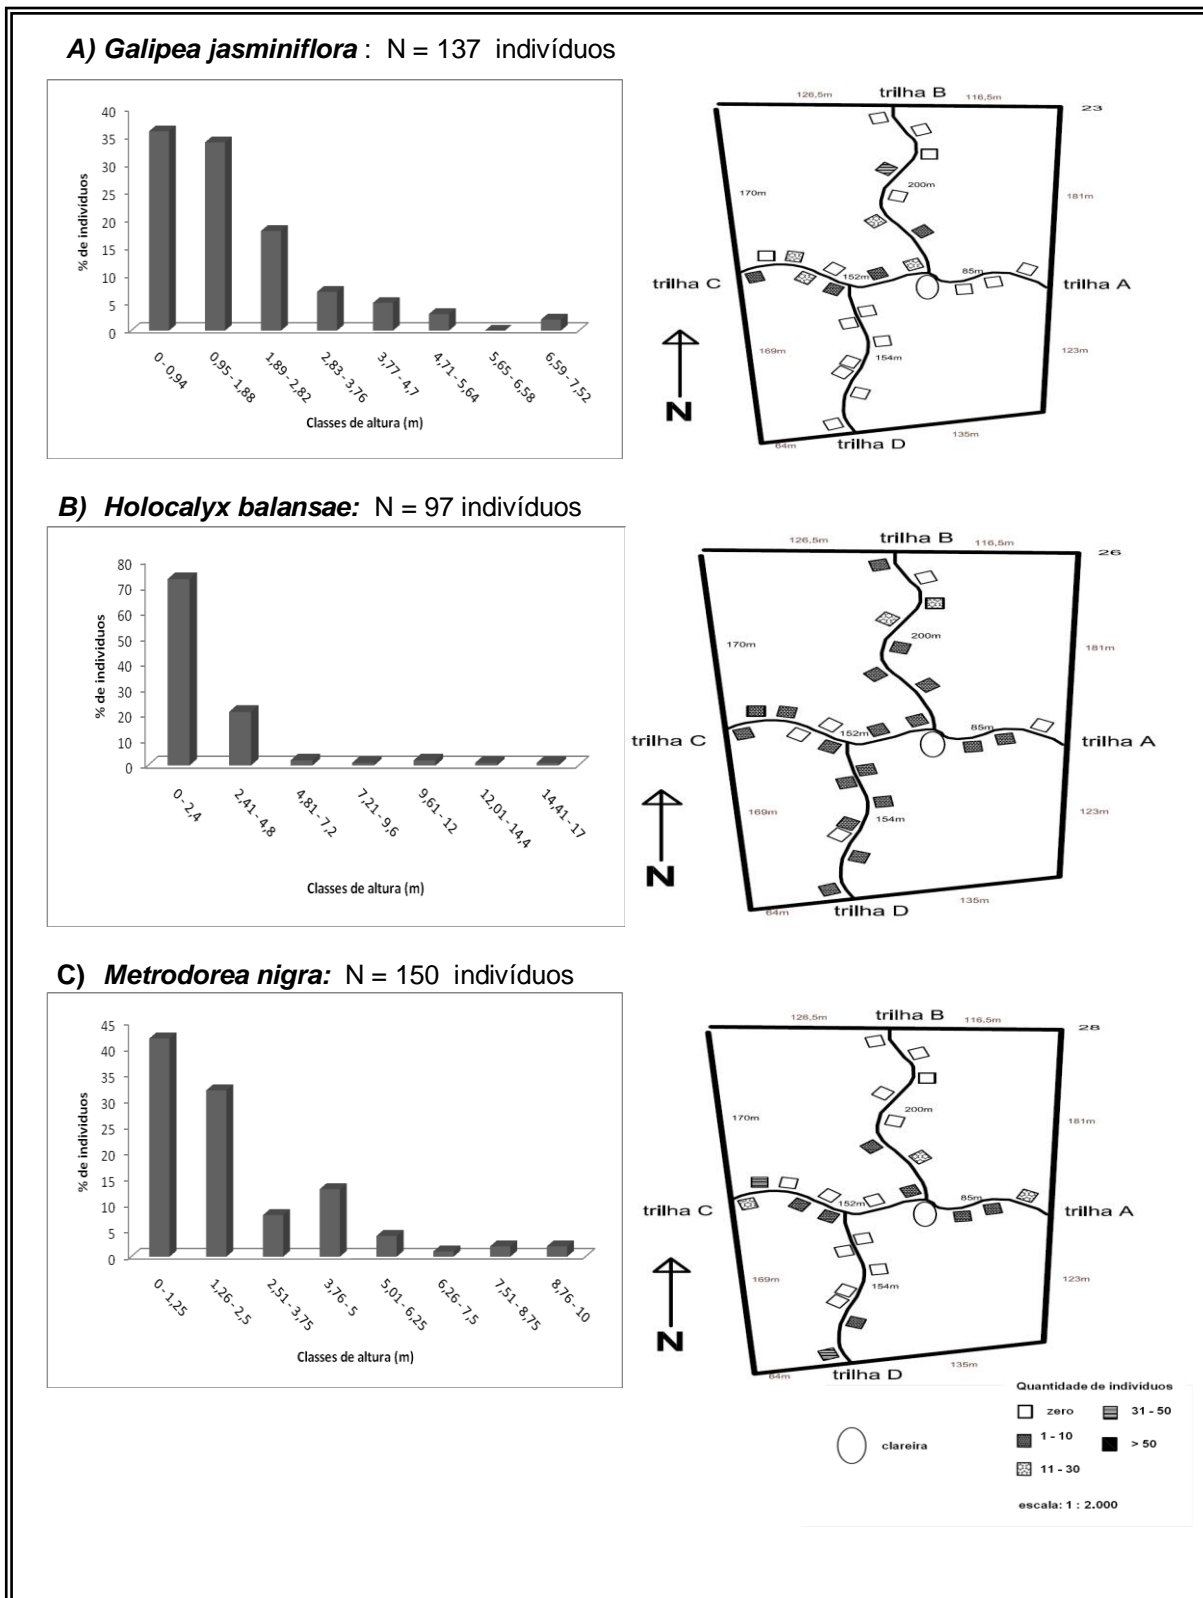 A) Galipea jasminiflora : N = 137 indivíduos
% de indivíduos
40
35
30
25
20
15
10
5
0
0 - 0,94
0,95 - 1,88
1,89 - 2,82
2,83 - 3,76
3,77 - 4,7
4,71 - 5,64
5,65 - 6,58
6,59 - 7,52
Classes de altura (m)
126,5m
trilha B
116,5m
23
170m
200m
181m
trilha C
152m
85m
trilha A
169m
154m
123m
N
64m
trilha D
135m
B) Holocalyx balansae: N = 97 indivíduos
% de individuos
80
70
60
50
40
30
20
10
0
0 - 2,4
2,41 - 4,8
4,81 - 7,2
7,21 - 9,6
9,61 - 12
12,01 - 14,4
14,41 - 17
Classes de altura (m)
126,5m
trilha B
116,5m
26
170m
200m
181m
trilha C
152m
85m
trilha A
169m
154m
123m
N
64m
trilha D
135m
C) Metrodorea nigra: N = 150 indivíduos
% de individuos
45
40
35
30
25
20
15
10
5
0
0 - 1,25
1,26 - 2,5
2,51 - 3,75
3,76 - 5
5,01 - 6,25
6,26 - 7,5
7,51 - 8,75
8,76 - 10
Classes de altura (m)
126,5m
trilha B
116,5m
28
170m
200m
181m
trilha C
152m
85m
trilha A
169m
154m
123m
N
64m
trilha D
135m
Quantidade de indivíduos
zero
31 - 50
1 - 10
> 50
11 - 30
clareira
escala: 1 : 2.000